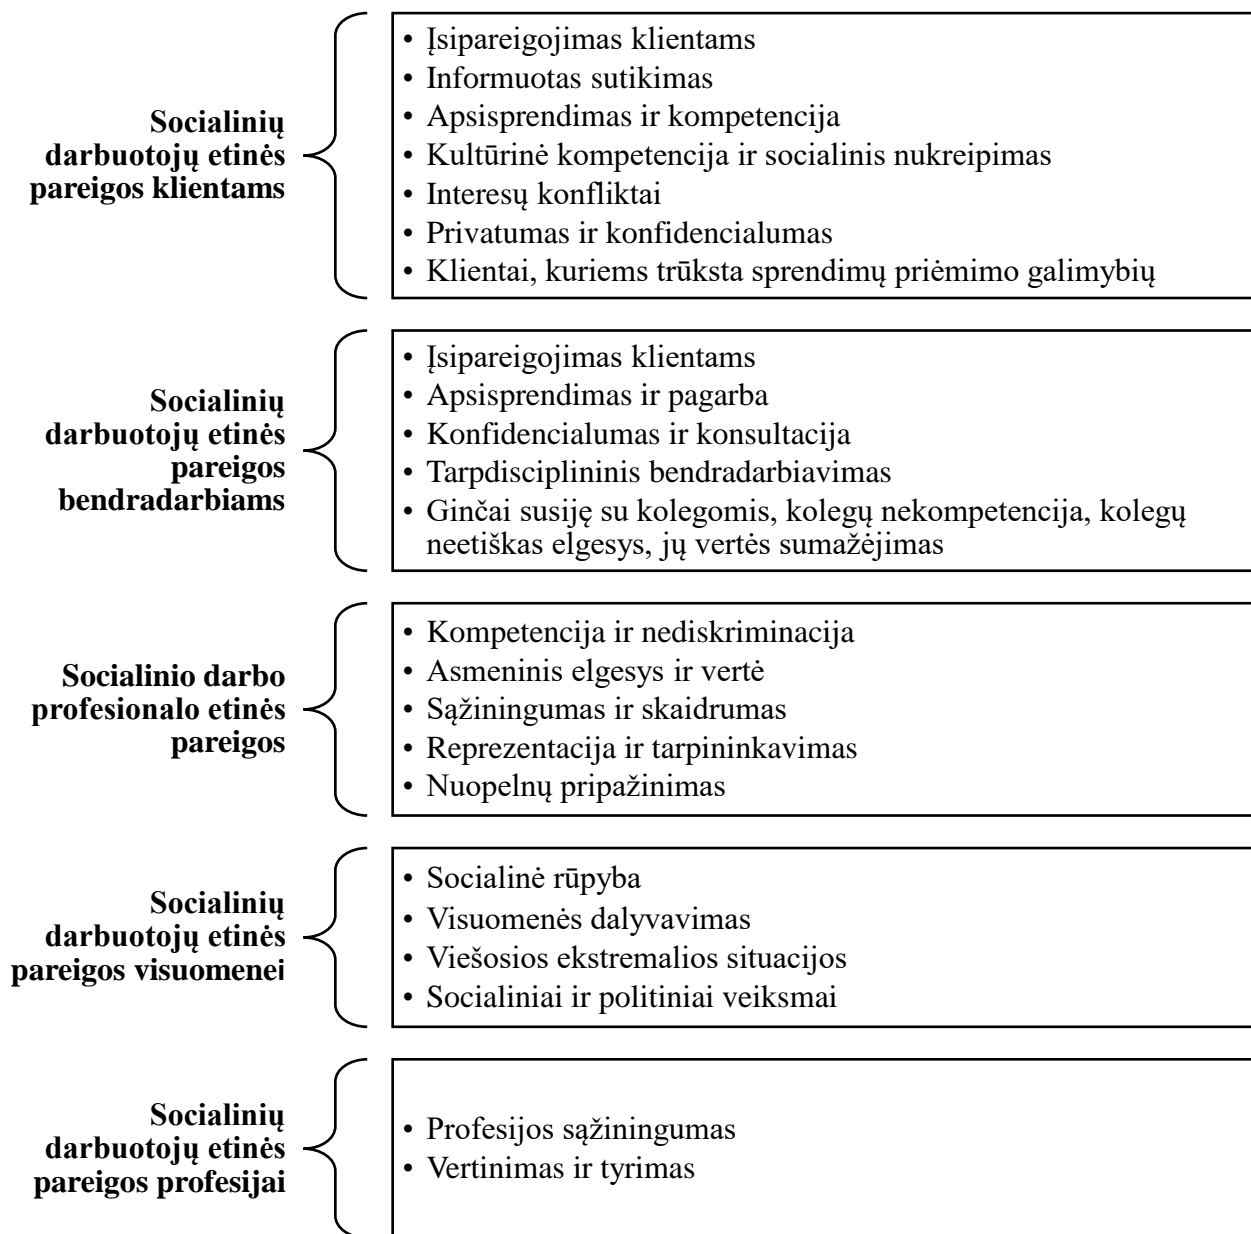 Socialinių
darbuotojų etinės
pareigos klientams
• Įsipareigojimas klientams
• Informuotas sutikimas
• Apsisprendimas ir kompetencija
• Kultūrinė kompetencija ir socialinis nukreipimas
• Interesų konfliktai
• Privatumas ir konfidencialumas
• Klientai, kuriems trūksta sprendimų priėmimo galimybių
Socialinių
darbuotojų etinės
pareigos
bendradarbiams
• Įsipareigojimas klientams
• Apsisprendimas ir pagarba
• Konfidencialumas ir konsultacija
• Tarpdisciplininis bendradarbiavimas
• Ginčai susiję su kolegomis, kolegų nekompetencija, kolegų
neetiškas elgesys, jų vertės sumažėjimas
Socialinio darbo
profesionalo etinės
pareigos
• Kompetencija ir nediskriminacija
• Asmeninis elgesys ir vertė
• Sąžiningumas ir skaidrumas
• Reprezentacija ir tarpininkavimas
• Nuopelnų pripažinimas
Socialinių
darbuotojų etinės
pareigos visuomenei
• Socialinė rūpyba
• Visuomenės dalyvavimas
• Viešosios ekstremalios situacijos
• Socialiniai ir politiniai veiksmai
Socialinių
darbuotojų etinės
pareigos profesijai
• Profesijos sąžiningumas
• Vertinimas ir tyrimas